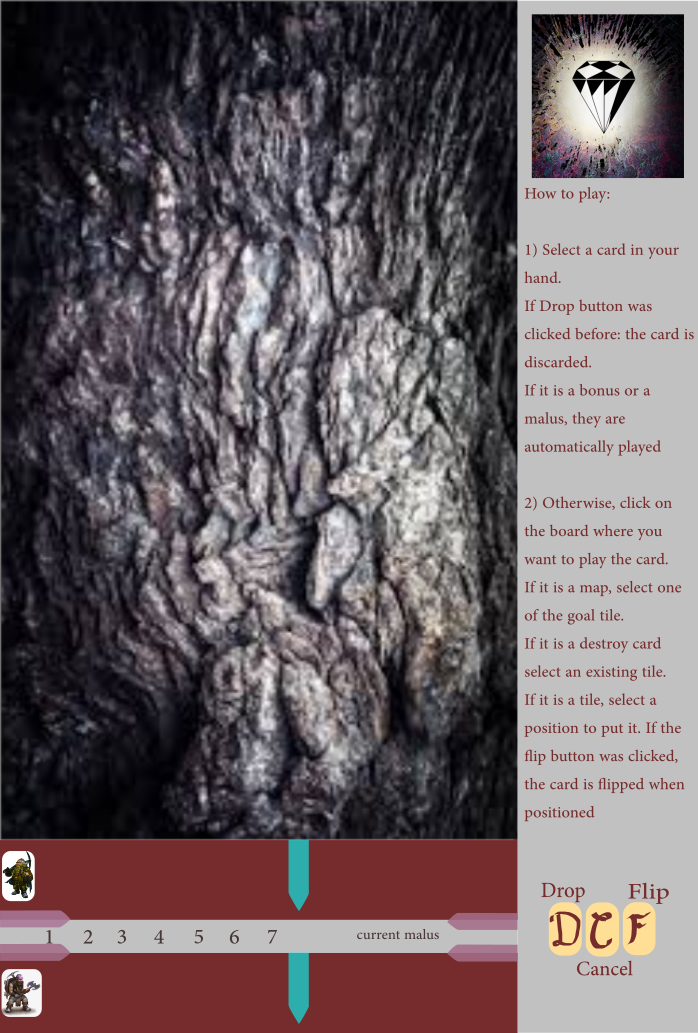 How to play:
1) Select a card in your
hand.
If Drop button was
clicked before: the card is
discarded.
If it is a bonus or a
malus, they are
automatically played
2) Otherwise, click on
the board where you
want to play the card.
If it is a map, select one
of the goal tile.
If it is a destroy card
select an existing tile.
If it is a tile, select a
position to put it. If the
flip button was clicked,
the card is flipped when
positioned
Drop Flip
D C F
Cancel
1 2 3 4 5 6 7 current malus